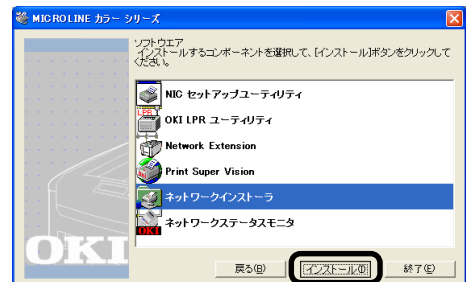 MICROLINE カラー シリーズ
ソフトウエア
インストールするコンポーネントを選択して、[インストール]ボタンをクリックして
ください。
NIC セットアップユーティリティ
LPR
OKI LPR ユーティリティ
Network Extension
Print Super Vision
ネットワークインストーラ
ネットワークステータスモニタ
OKI
OKI
戻る(B)
インストール(I)
終了(E)